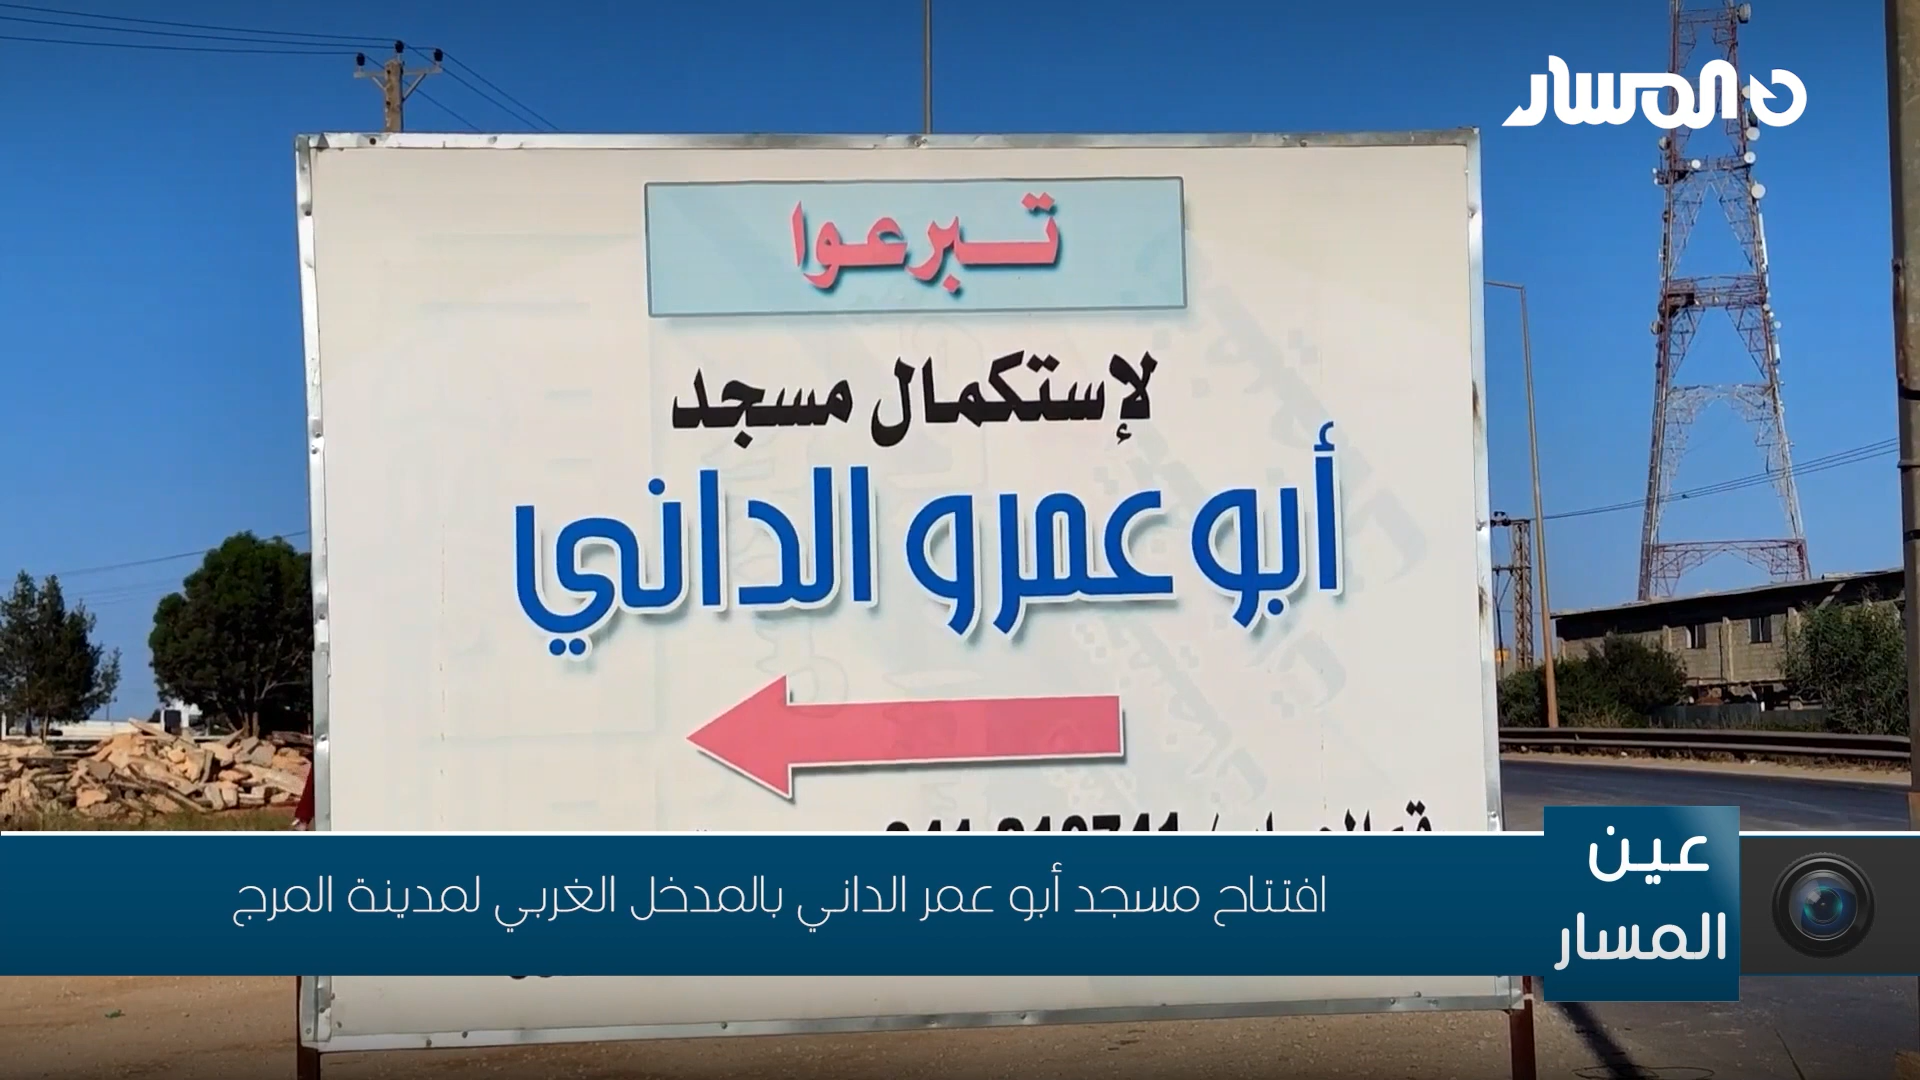 المسار
تبرعوا
لإستكمال مسجد
أبو عمرو الداني
عين
المسار
افتتاح مسجد أبو عمر الداني بالمدخل الغربي لمدينة المرج